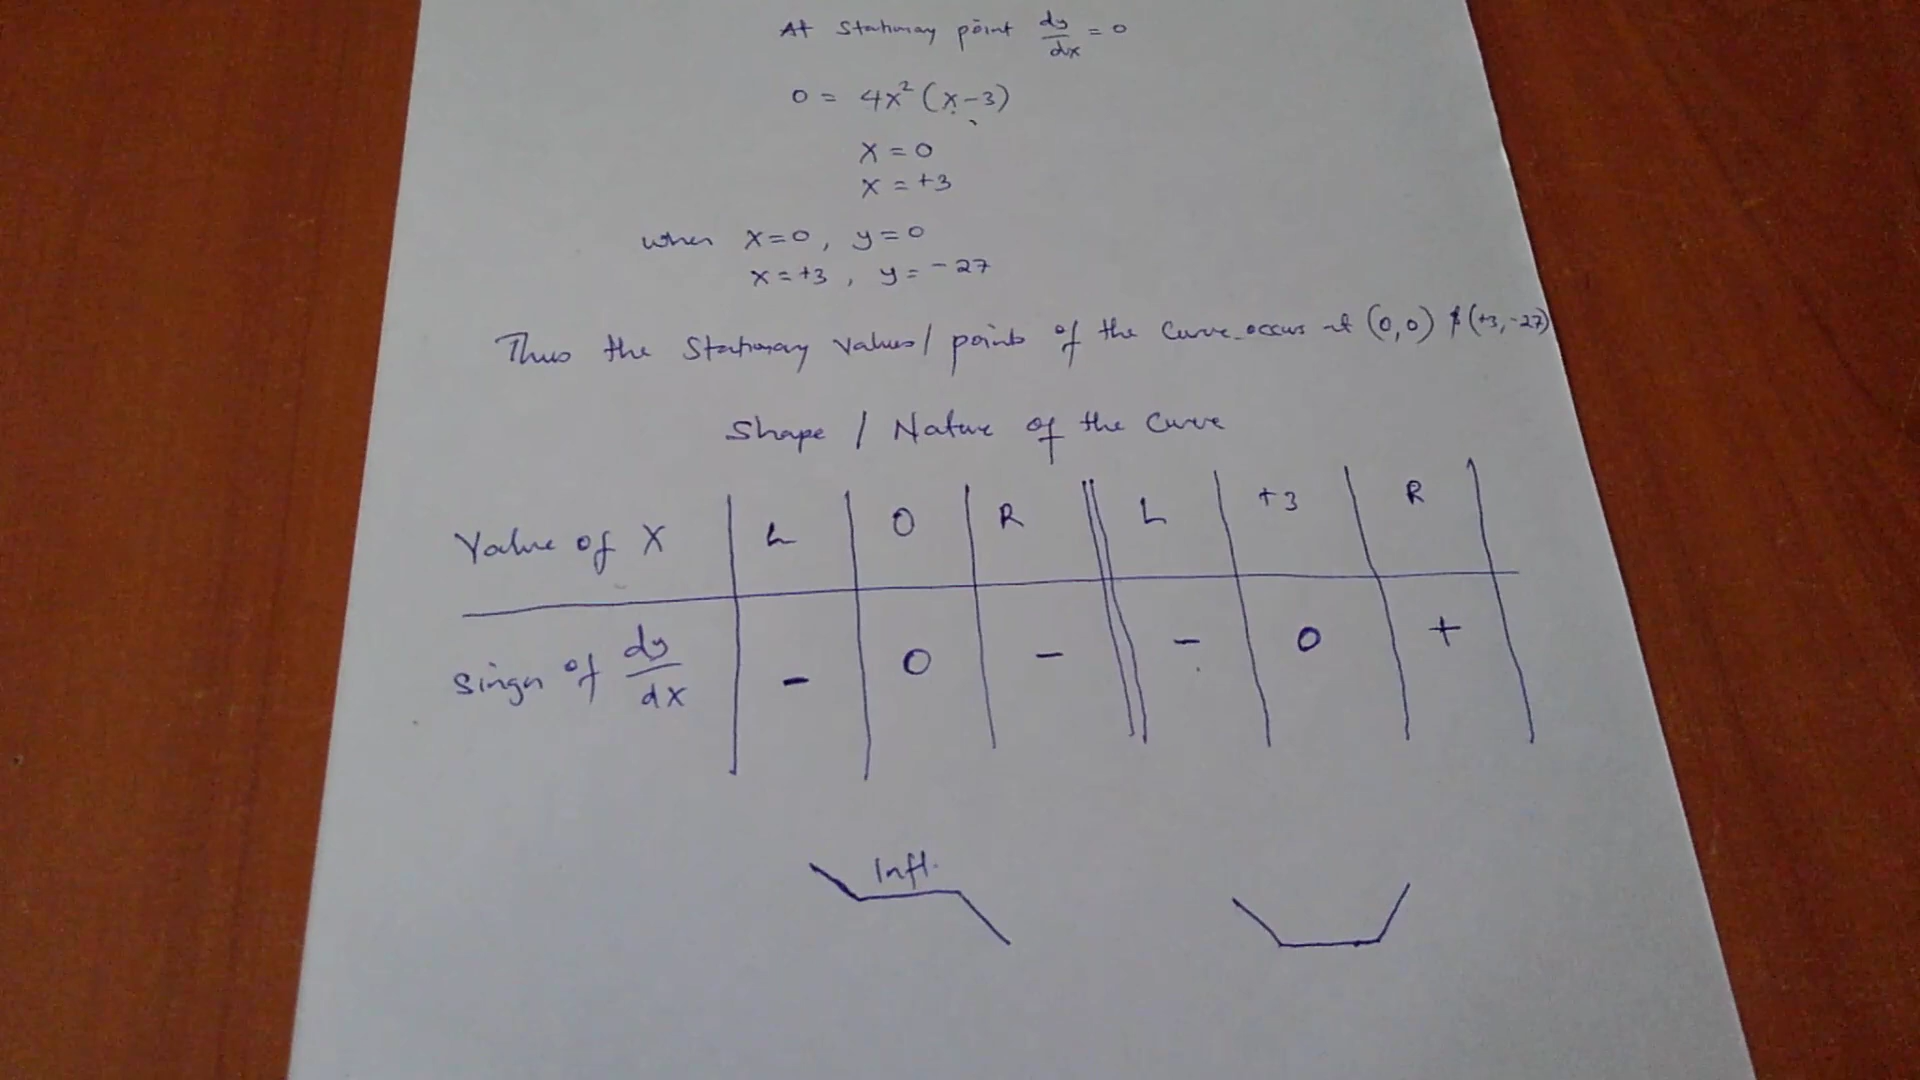 At Stationary point dy/dx = 0
0 = 4x² (x-3)
x = 0
x = +3
when x=0, y=0
x=+3, y=-27
Thus the Stationary values/ points of the curve occurs at (0,0) & (+3,-27)
Shape / Nature of the Curve
Value of X L 0 R L +3 R
Singn of dy/dx - 0 - - 0 +
Infl.